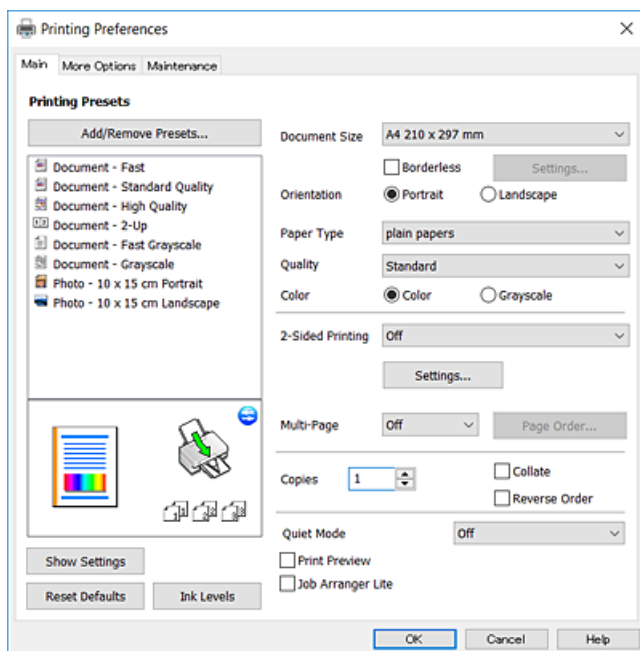 Printing Preferences
Main More Options Maintenance
Printing Presets
Add/Remove Presets...
Document - Fast
Document - Standard Quality
Document - High Quality
Document - 2-Up
Document - Fast Grayscale
Document - Grayscale
Photo - 10 x 15 cm Portrait
Photo - 10 x 15 cm Landscape
Show Settings
Reset Defaults Ink Levels
Document Size A4 210 x 297 mm
Borderless Settings...
Orientation Portrait Landscape
Paper Type plain papers
Quality Standard
Color Color Grayscale
2-Sided Printing Off
Settings...
Multi-Page Off Page Order...
Copies 1 Collate
Reverse Order
Quiet Mode Off
Print Preview
Job Arranger Lite
OK Cancel Help